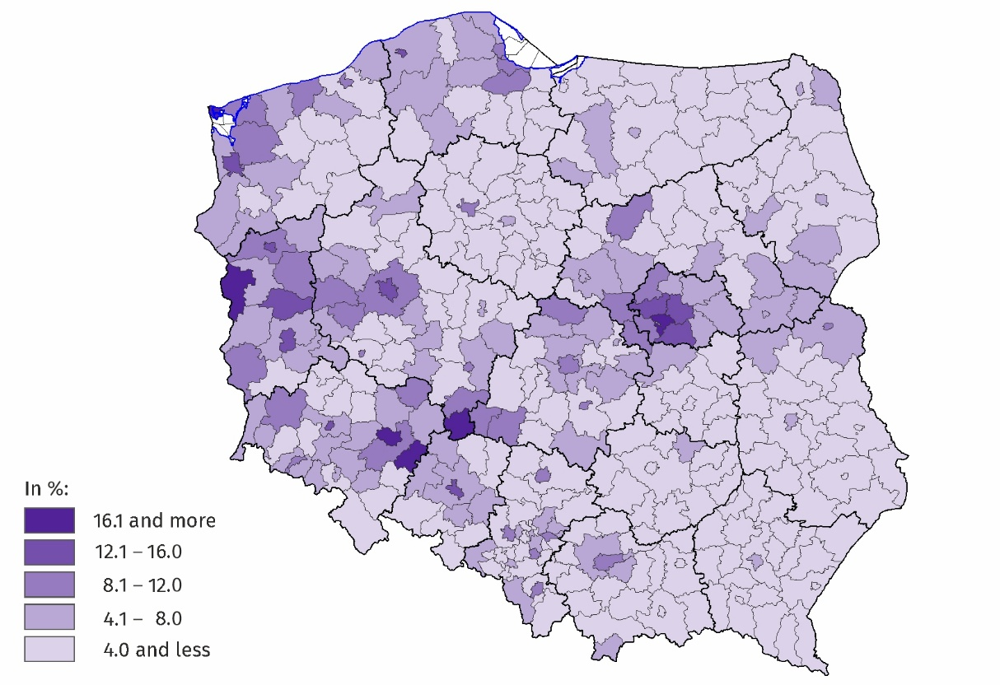 In %:
16.1 and more
12.1 – 16.0
8.1 – 12.0
4.1 – 8.0
4.0 and less